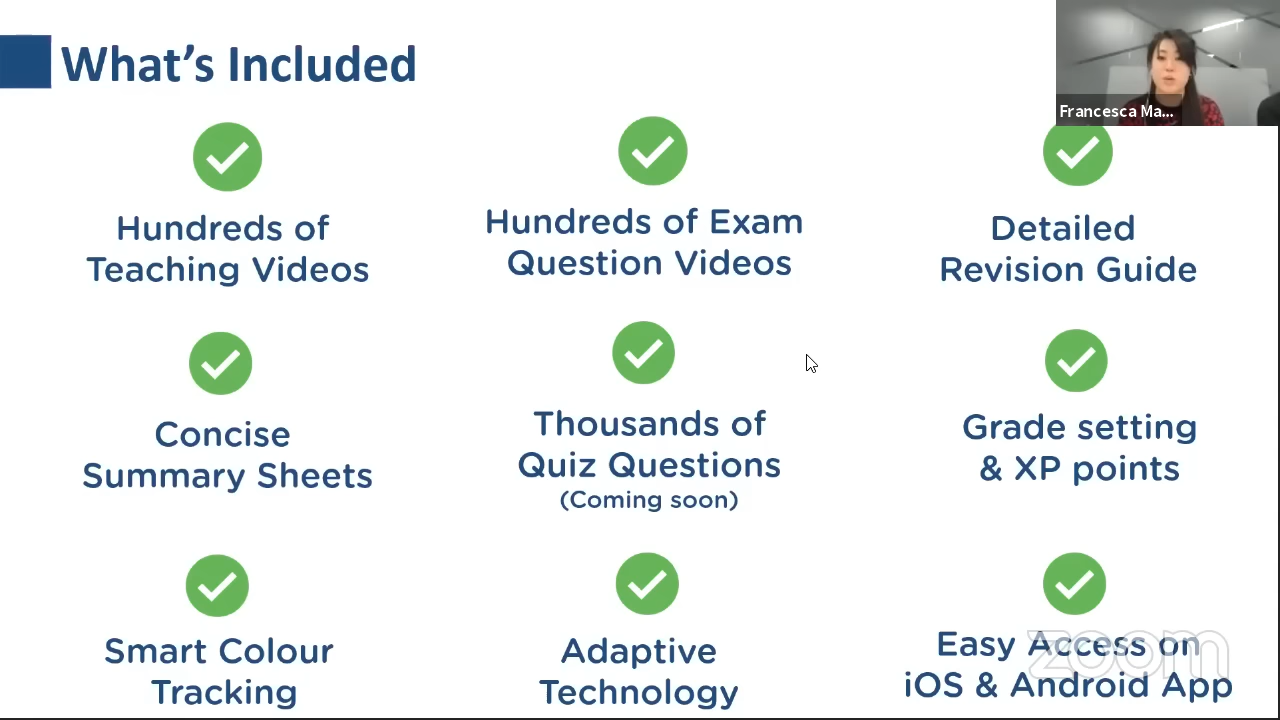 What's Included
Francesca Ma...
Hundreds of
Teaching Videos
Hundreds of Exam
Question Videos
Detailed
Revision Guide
Concise
Summary Sheets
Thousands of
Quiz Questions
(Coming soon)
Grade setting
& XP points
Smart Colour
Tracking
Adaptive
Technology
Easy Access on
iOS & Android App
zoom